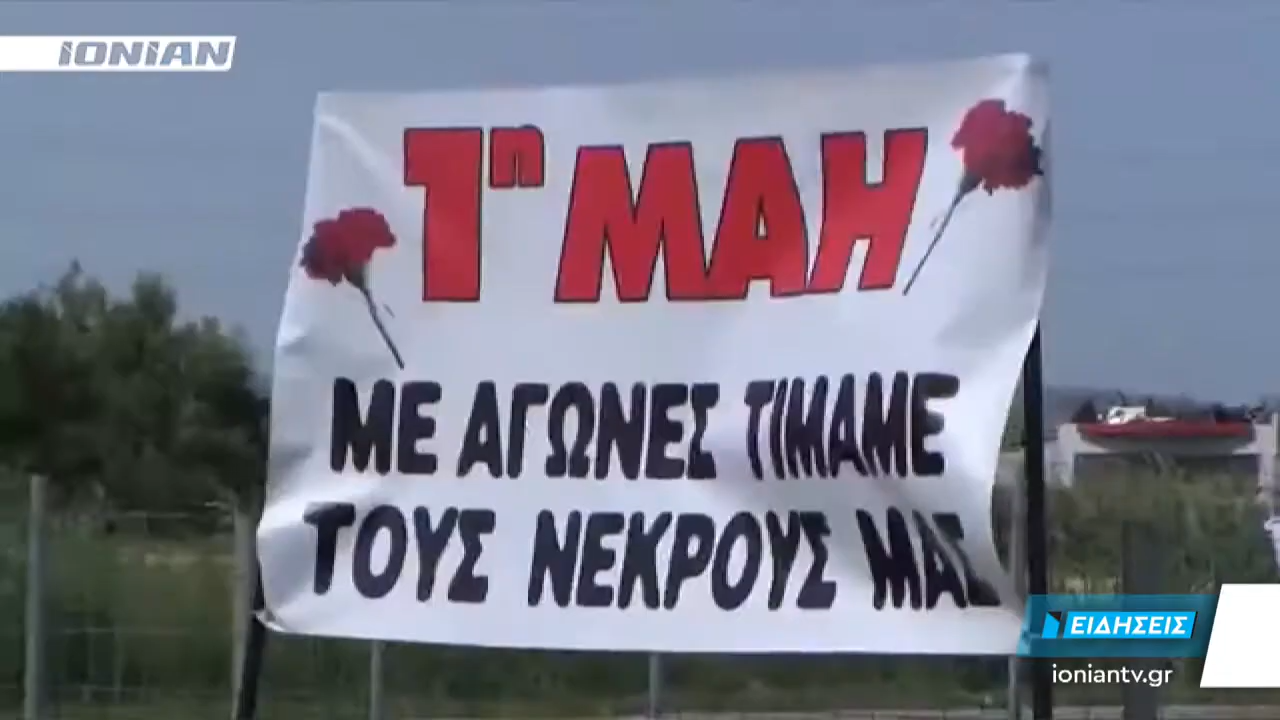 IONIAN
1η ΜΑΗ
ΜΕ ΑΓΩΝΕΣ ΤΙΜΑΜΕ
ΤΟΥΣ ΝΕΚΡΟΥΣ ΜΑΣ
ΕΙΔΗΣΕΙΣ
ioniantv.gr